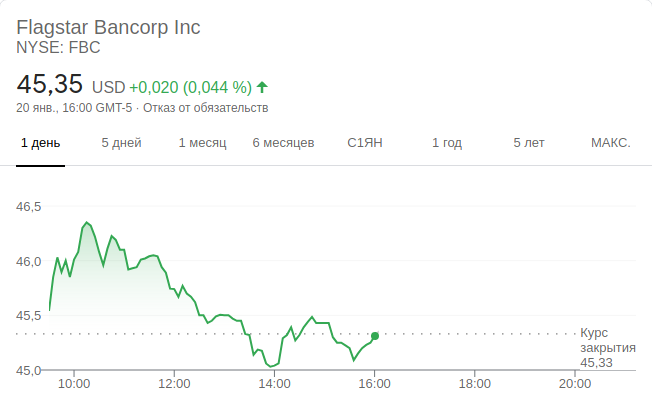 Flagstar Bancorp Inc
NYSE: FBC
45,35 USD +0,020 (0,044 %)
20 янв., 16:00 GMT-5 · Отказ от обязательств
1 день 5 дней 1 месяц 6 месяцев С1ЯН 1 год 5 лет МАКС.
46,5
46,0
45,5
Курс
закрытия
45,33
45,0
10:00 12:00 14:00 16:00 18:00 20:00